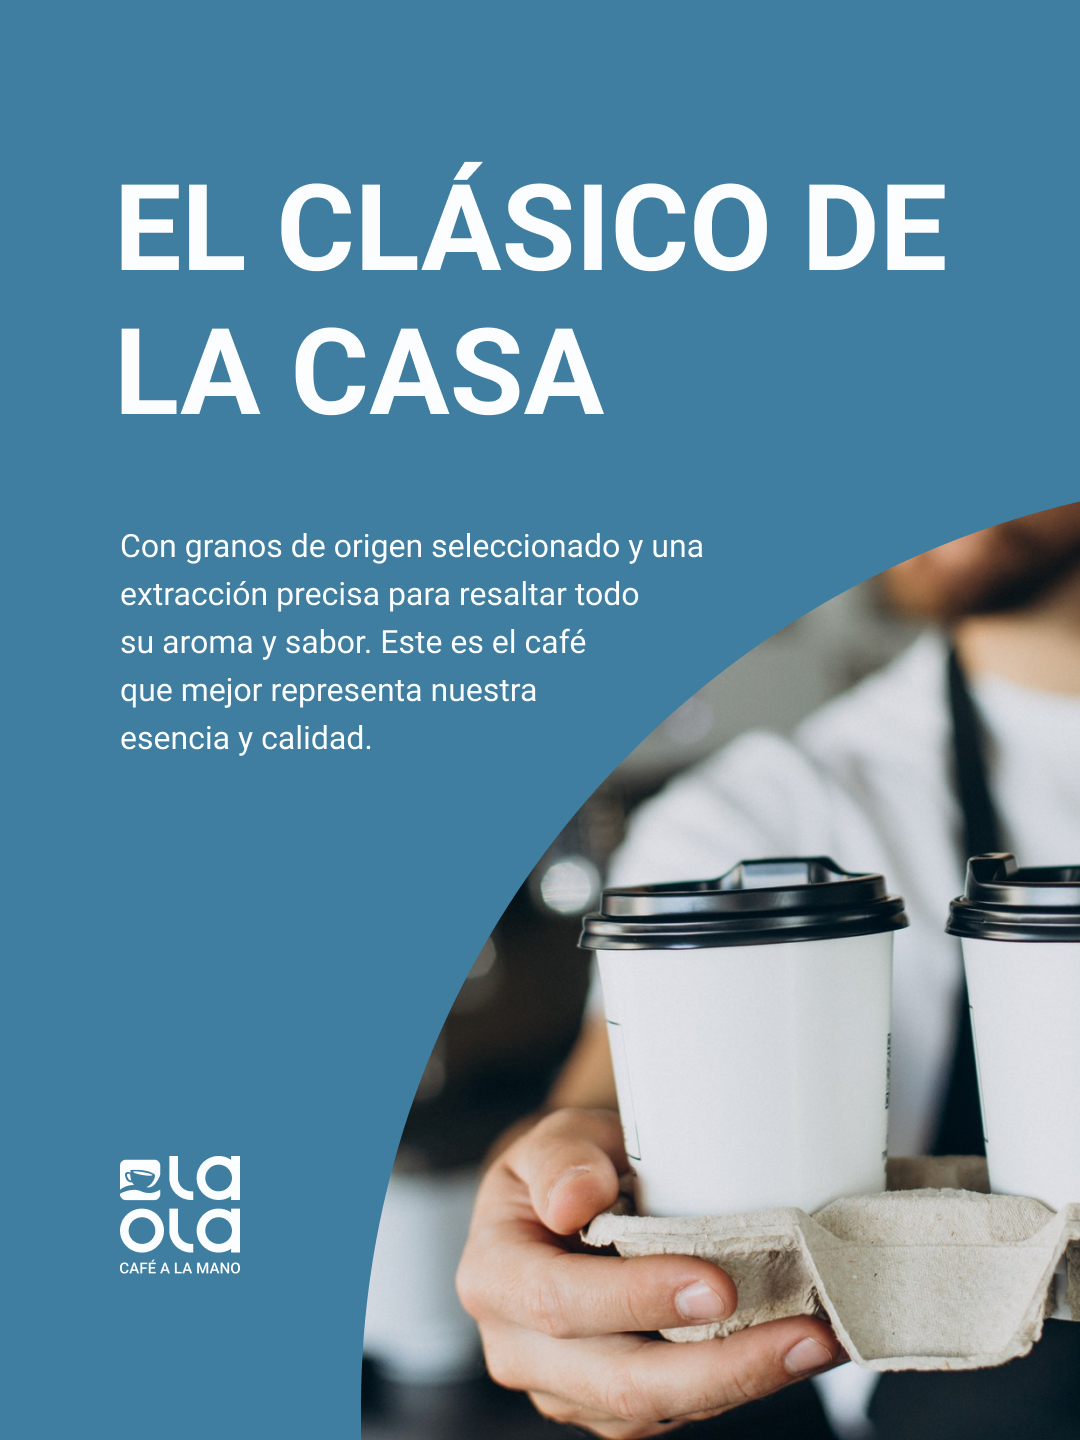 EL CLÁSICO DE
LA CASA
Con granos de origen seleccionado y una
extracción precisa para resaltar todo
su aroma y sabor. Este es el café
que mejor representa nuestra
esencia y calidad.
La
OLa
CAFÉ A LA MANO